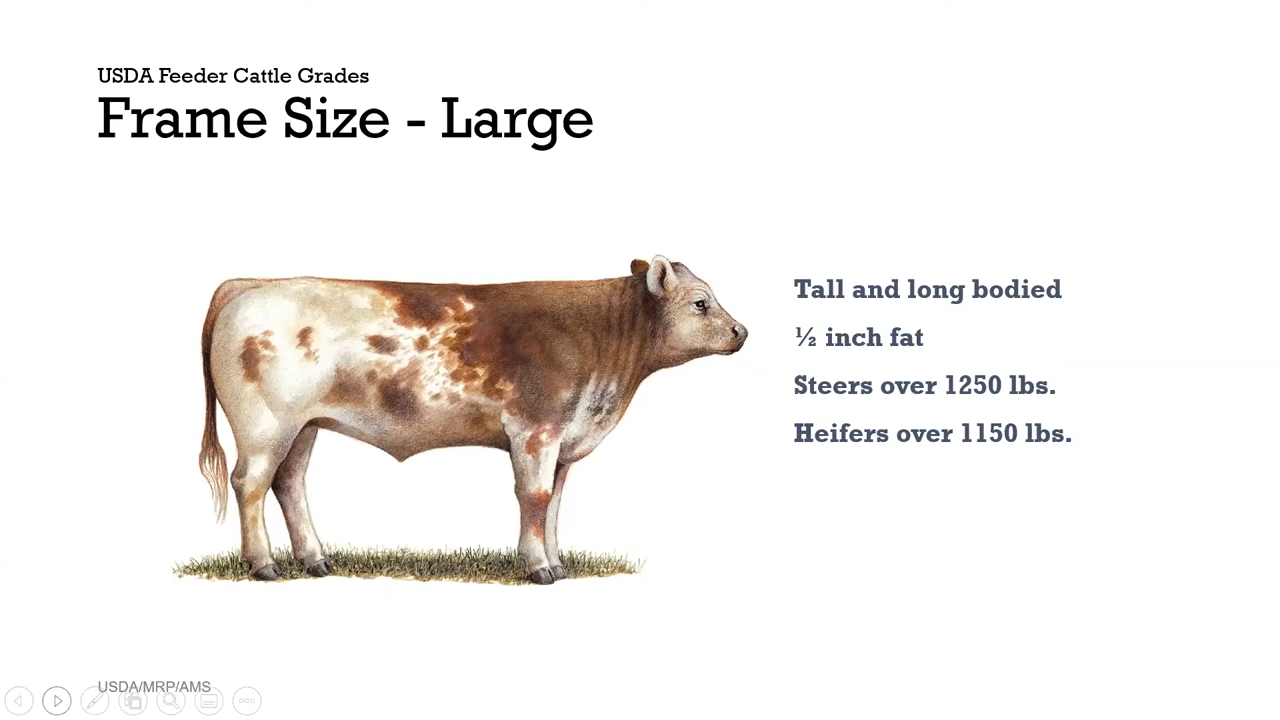 USDA Feeder Cattle Grades
Frame Size - Large
Tall and long bodied
½ inch fat
Steers over 1250 lbs.
Heifers over 1150 lbs.
USDA/MRP/AMS